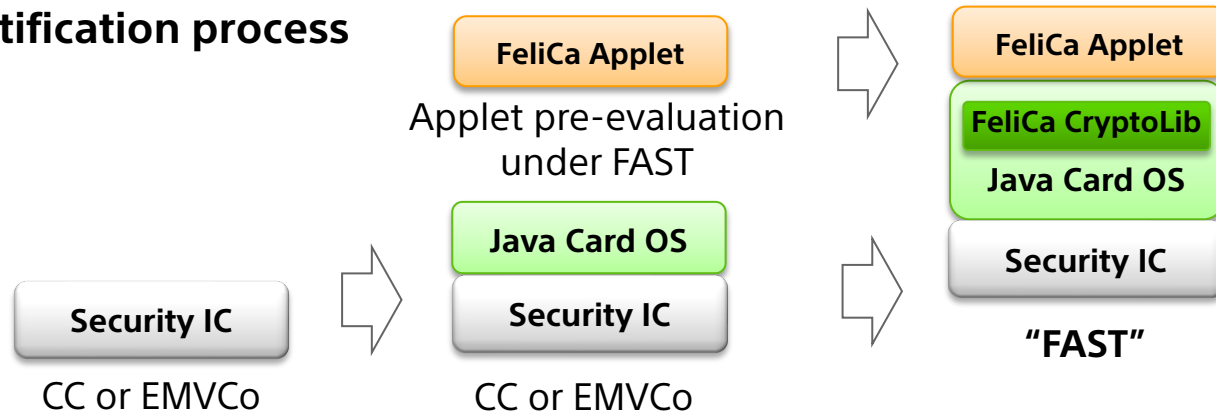 tification process
FeliCa Applet
Applet pre-evaluation
under FAST
FeliCa Applet
FeliCa CryptoLib
Java Card OS
Security IC
"FAST"
Java Card OS
Security IC
CC or EMVCo
Security IC
CC or EMVCo